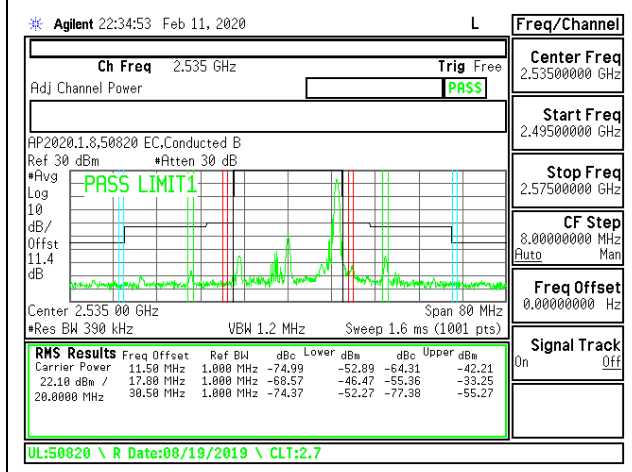 Agilent 22:34:53 Feb 11, 2020 L
Freq/Channel
Ch Freq 2.535 GHz Trig Free
Adj Channel Power PASS
Center Freq
2.53500000 GHz
Start Freq
2.49500000 GHz
AP2020.1.8,50820 EC,Conducted B
Ref 30 dBm #Atten 30 dB
#Avg
Log
10
dB/
Offst
11.4
dB
PASS LIMIT1
Stop Freq
2.57500000 GHz
CF Step
8.00000000 MHz
Auto Man
Freq Offset
0.00000000 Hz
Center 2.535 00 GHz Span 80 MHz
#Res BW 390 kHz VBW 1.2 MHz Sweep 1.6 ms (1001 pts)
Signal Track
On Off
RMS Results Freq Offset Ref BW dBc Lower dBm dBc Upper dBm
Carrier Power 11.50 MHz 1.000 MHz -74.99 -52.89 -64.31 -42.21
22.10 dBm / 17.80 MHz 1.000 MHz -68.57 -46.47 -55.36 -33.25
20.0000 MHz 30.50 MHz 1.000 MHz -74.37 -52.27 -77.38 -55.27
UL:50820 \ R Date:08/19/2019 \ CLT:2.7